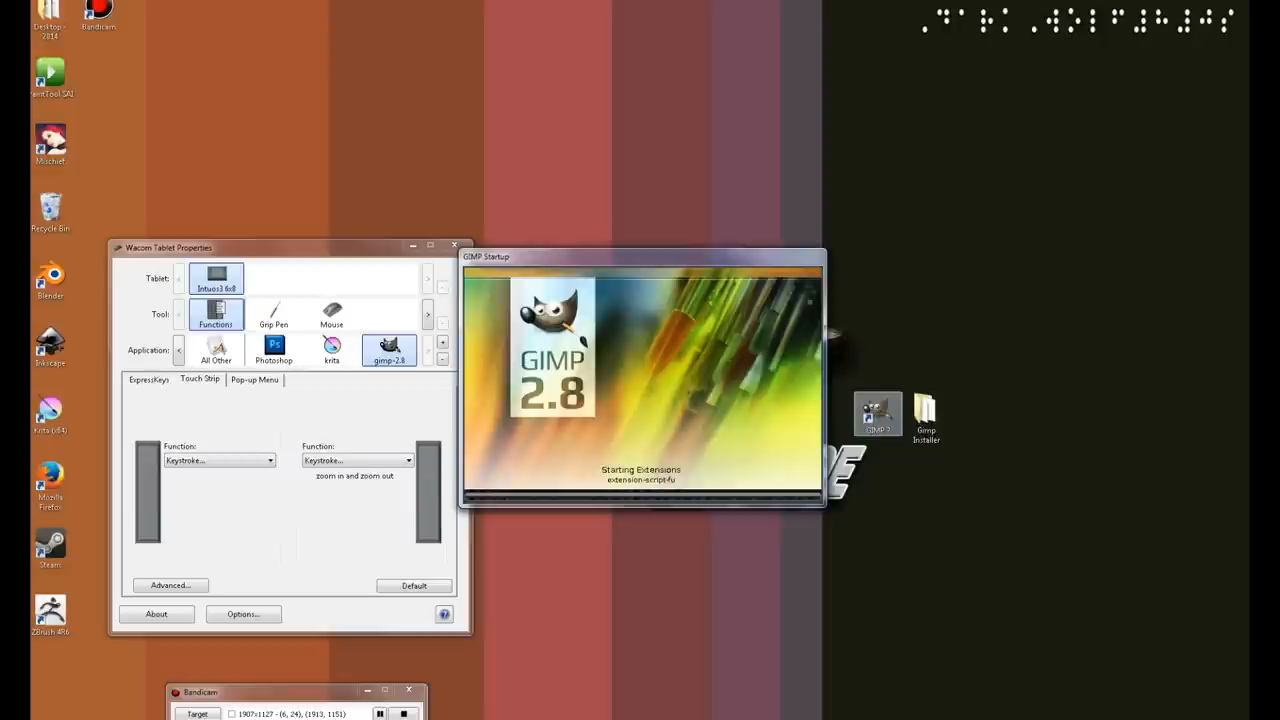 Desktop -
2014
Bandicam
PaintTool SAI
Mischief
Recycle Bin
Blender
Inkscape
Krita (x64)
Mozilla
Firefox
Steam
ZBrush 4R6
Wacom Tablet Properties
Tablet:
Intuos3 6x8
Tool:
Functions
Grip Pen
Mouse
Application:
All Other
Photoshop
krita
gimp-2.8
ExpressKeys
Touch Strip
Pop-up Menu
Function:
Keystroke...
Function:
Keystroke...
zoom in and zoom out
Advanced...
Default
About
Options...
GIMP Startup
GIMP
2.8
Starting Extensions
extension-script-fu
GIMP 2
Gimp
Installer
E
Bandicam
Target
1907x1127 - (6, 24), (1913, 1151)